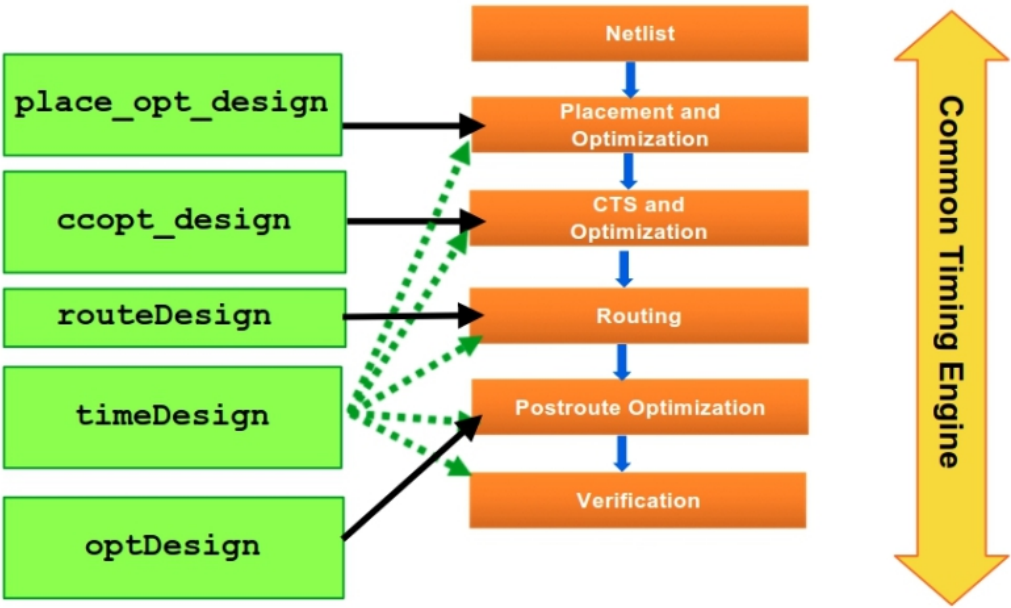 place_opt_design
ccopt_design
routeDesign
timeDesign
optDesign
Netlist
Placement and
Optimization
CTS and
Optimization
Routing
Postroute Optimization
Verification
Common Timing Engine